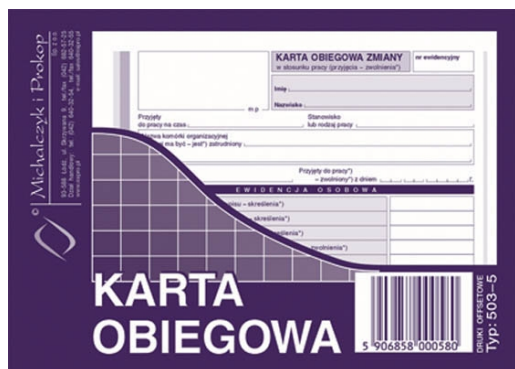 Michalczyk i Prokop
Sp. z o.o.
KARTA OBIEGOWA ZMIANY
w stosunku pracy (przyjęcia – zwolnienia*)
nr ewidencyjny
Imię
Nazwisko
m.p.
Przyjęty
do pracy na czas
Stanowisko
lub rodzaj pracy
komórki organizacyjnej
ma być – jest*) zatrudniony
Przyjęty do pracy*)
– zwolniony*) z dniem
r.
EWIDENCJA OSOBOWA
– skreślenia*)
– skreślenia*)
– zwolnienia*)
KARTA
OBIEGOWA
5 906858 000580
DRUKI OFFSETOWE
Typ: 503–5